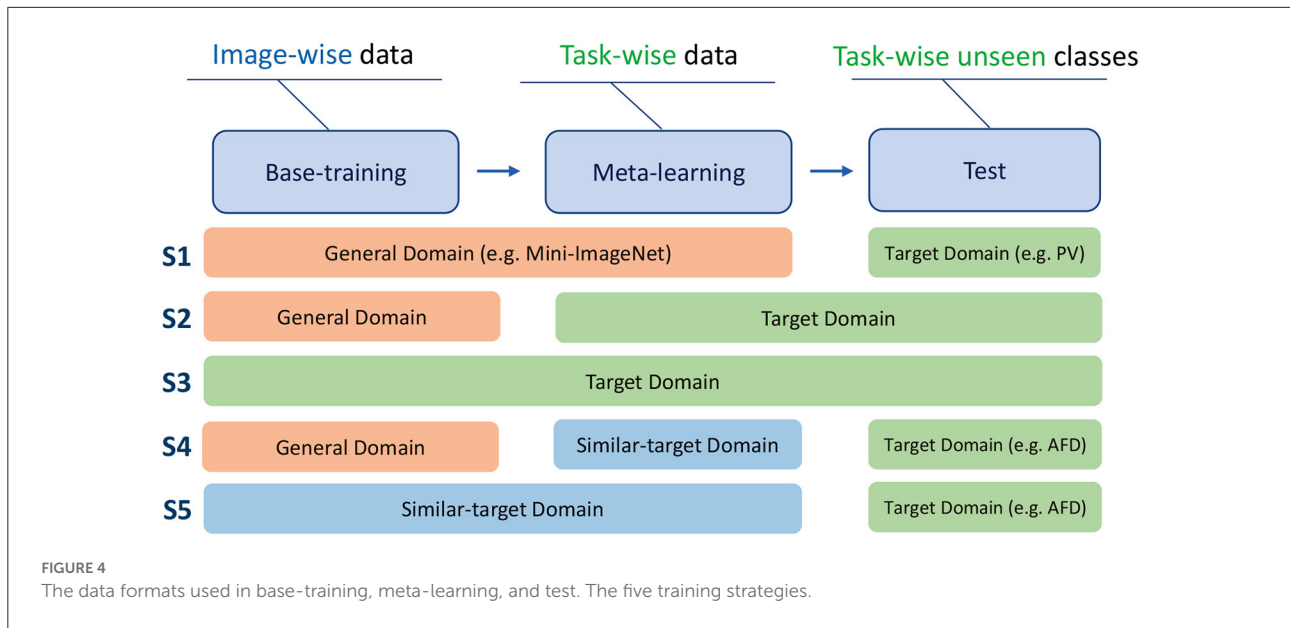 Image-wise data
Task-wise data
Task-wise unseen classes
Base-training
Meta-learning
Test
S1
General Domain (e.g. Mini-ImageNet)
Target Domain (e.g. PV)
S2
General Domain
Target Domain
S3
Target Domain
S4
General Domain
Similar-target Domain
Target Domain (e.g. AFD)
S5
Similar-target Domain
Target Domain (e.g. AFD)
FIGURE 4
The data formats used in base-training, meta-learning, and test. The five training strategies.